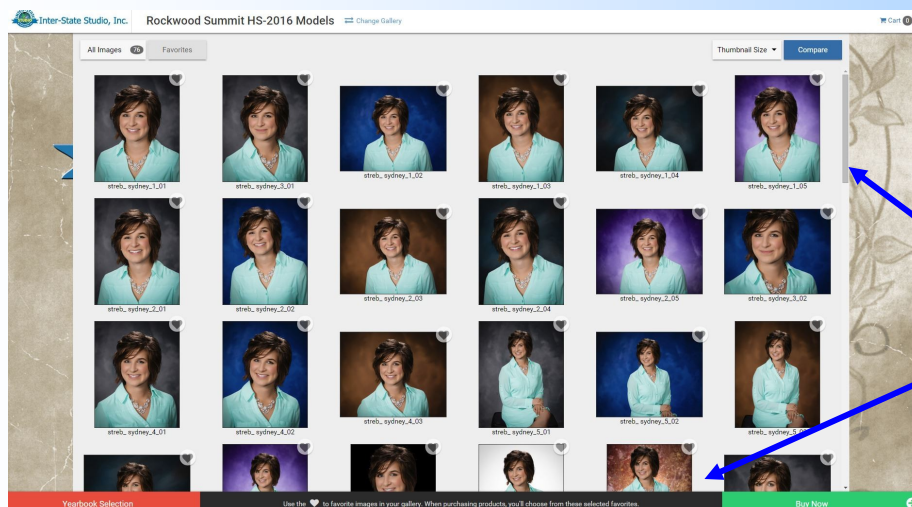 Inter-State Studio, Inc. Rockwood Summit HS-2016 Models Change Gallery Cart 0
All Images 76 Favorites Thumbnail Size Compare
streb_ sydney_1_01 streb_ sydney_3_01 streb_ sydney_1_02 streb_ sydney_1_03 streb_ sydney_1_04 streb_ sydney_1_05
streb_ sydney_2_01 streb_ sydney_2_02 streb_ sydney_2_03 streb_ sydney_2_04 streb_ sydney_2_05 streb_ sydney_3_02
streb_ sydney_4_01 streb_ sydney_4_02 streb_ sydney_4_03 streb_ sydney_5_01 streb_ sydney_5_02
Yearbook Selection Use the to favorite images in your gallery. When purchasing products, you'll choose from these selected favorites. Buy Now